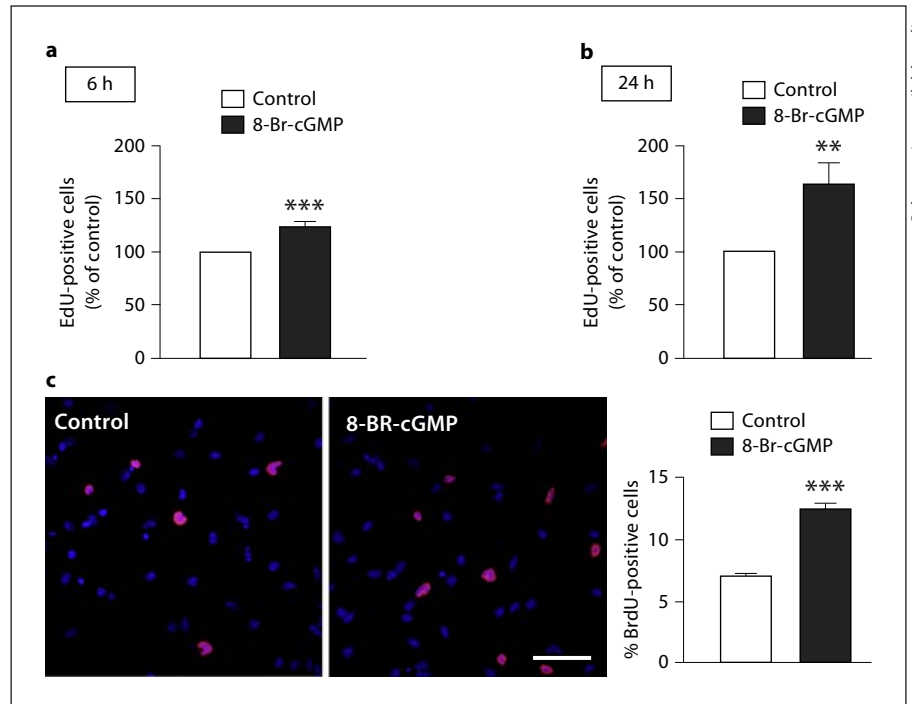 a
6 h
Control
8-Br-cGMP
200
150
100
50
0
EdU-positive cells
(% of control)
***
b
24 h
Control
8-Br-cGMP
200
150
100
50
0
EdU-positive cells
(% of control)
**
c
Control
8-BR-cGMP
Control
8-Br-cGMP
15
10
5
0
% BrdU-positive cells
***